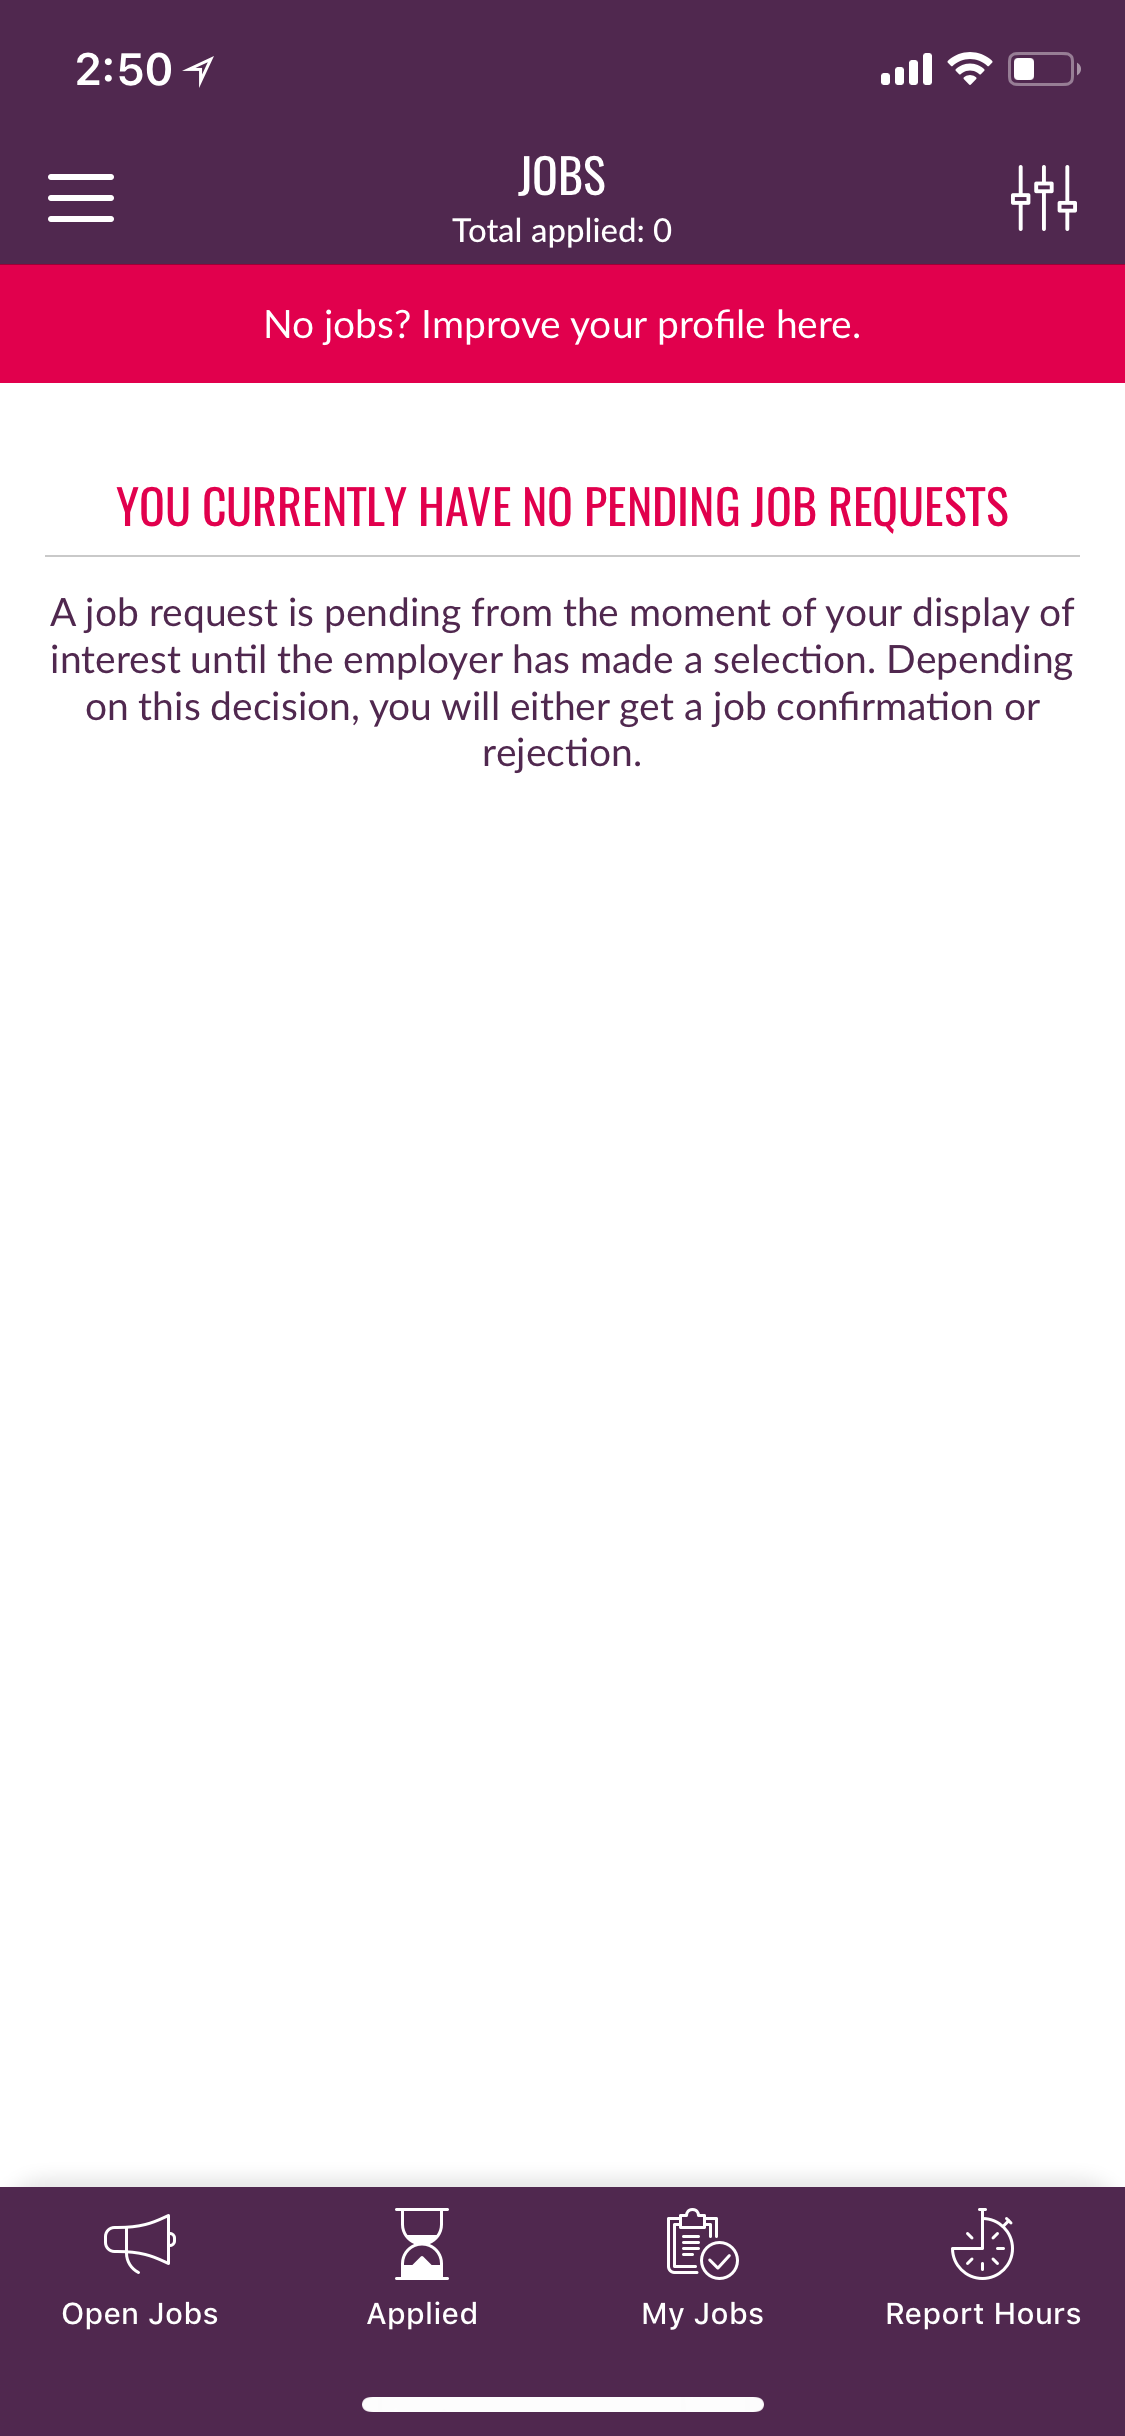 2:50
JOBS
Total applied: 0
No jobs? Improve your profile here.
YOU CURRENTLY HAVE NO PENDING JOB REQUESTS
A job request is pending from the moment of your display of
interest until the employer has made a selection. Depending
on this decision, you will either get a job confirmation or
rejection.
Open Jobs
Applied
My Jobs
Report Hours